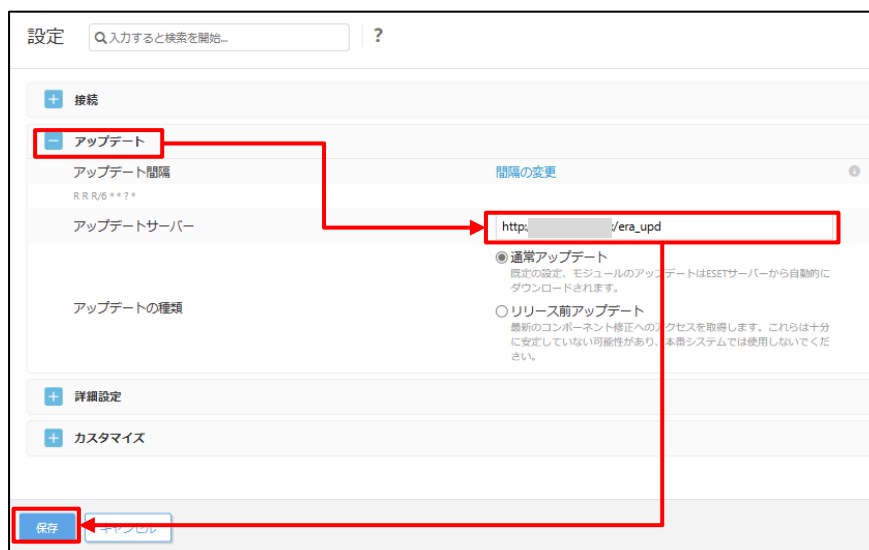 設定
入力すると検索を開始...
?
接続
アップデート
アップデート間隔
間隔の変更
R R R/6 * * ? *
アップデートサーバー
http:/
/era_upd
通常アップデート
既定の設定、モジュールのアップデートはESETサーバーから自動的に
ダウンロードされます。
アップデートの種類
リリース前アップデート
最新のコンポーネント修正へのアクセスを取得します。これらは十分
に安定していない可能性があり、本番システムでは使用しないでくだ
さい。
詳細設定
カスタマイズ
保存
キャンセル